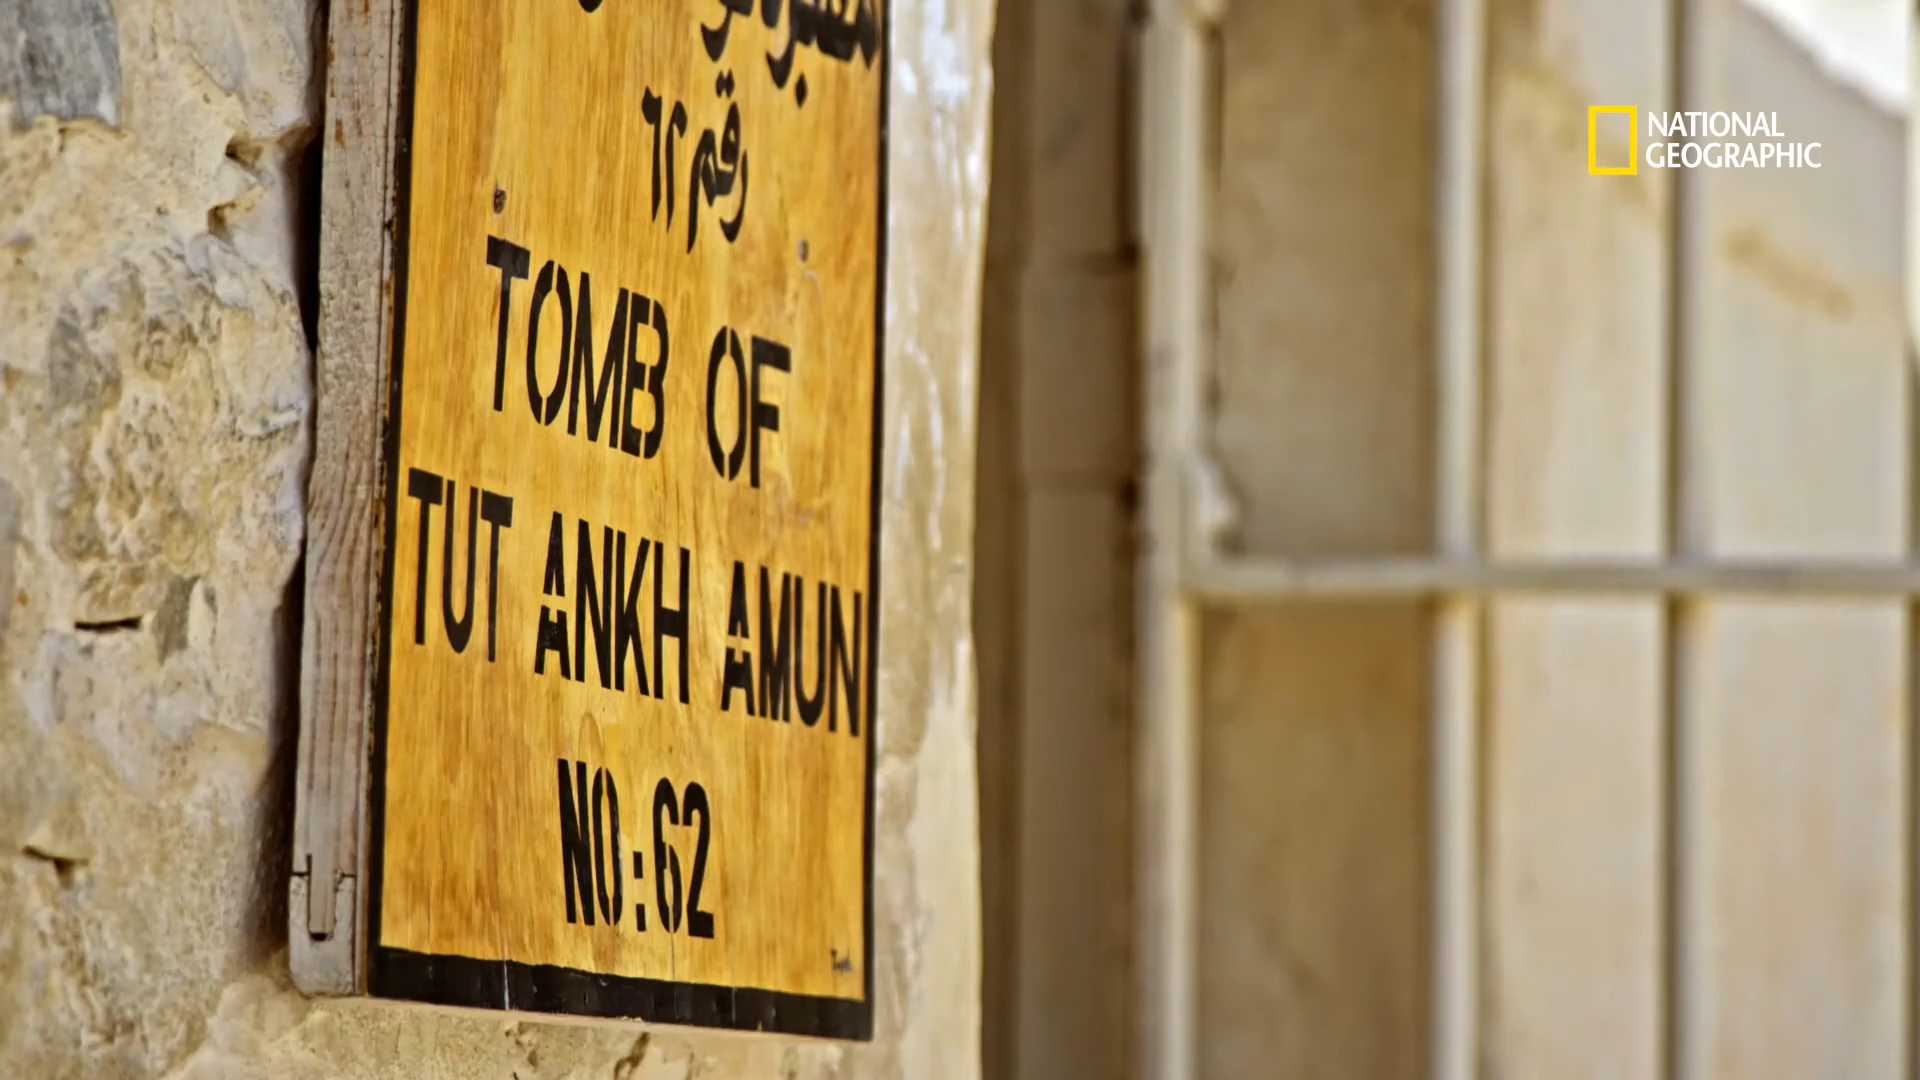 رقم ٦٢
TOMB OF
TUT ANKH AMUN
NO:62
NATIONAL
GEOGRAPHIC